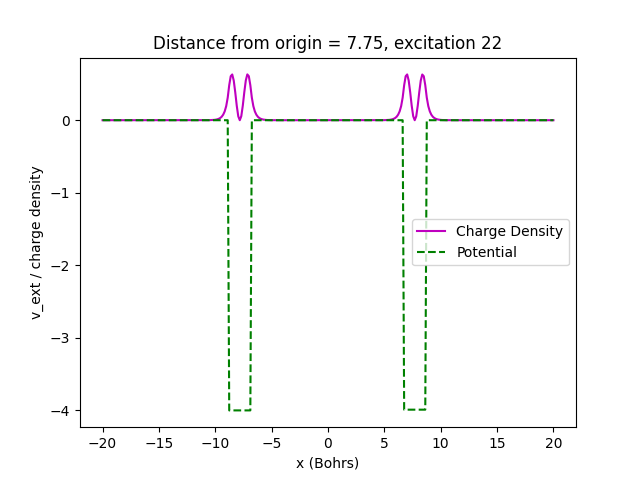 Distance from origin = 7.75, excitation 22
v_ext / charge density
0
−1
−2
−3
−4
Charge Density
Potential
−20 −15 −10 −5 0 5 10 15 20
x (Bohrs)